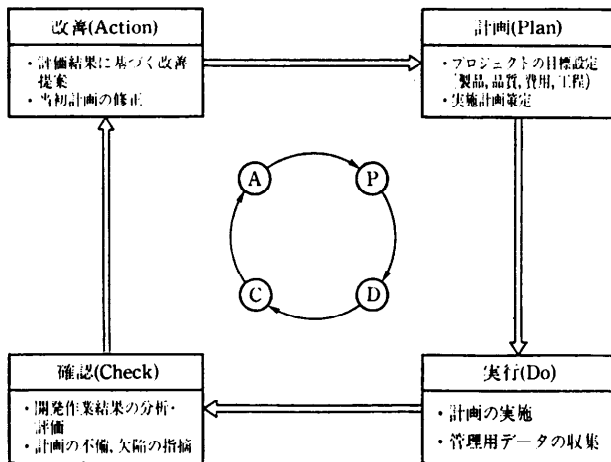 改善(Action)
・評価結果に基づく改善
提案
・当初計画の修正
計画(Plan)
・プロジェクトの目標設定
(製品, 品質, 費用, 工程)
・実施計画策定
A
P
C
D
確認(Check)
・開発作業結果の分析・
評価
・計画の不備, 欠陥の指摘
実行(Do)
・計画の実施
・管理用データの収集